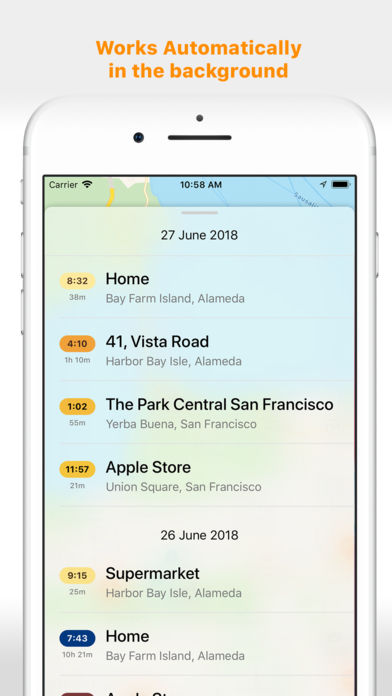 Works Automatically
in the background
Carrier 10:58 AM
Sausali
27 June 2018
8:32 Home
38m Bay Farm Island, Alameda
4:10 41, Vista Road
1h 10m Harbor Bay Isle, Alameda
1:02 The Park Central San Francisco
55m Yerba Buena, San Francisco
11:57 Apple Store
21m Union Square, San Francisco
26 June 2018
9:15 Supermarket
25m Harbor Bay Isle, Alameda
7:43 Home
10h 21m Bay Farm Island, Alameda